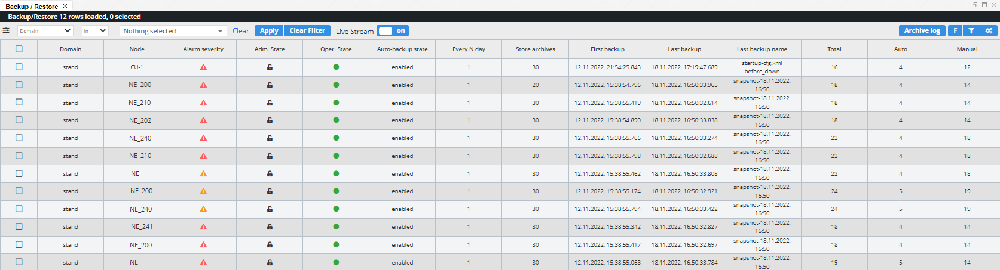 Backup / Restore ×
Backup/Restore 12 rows loaded, 0 selected
Domain in Nothing selected Clear Apply Clear Filter Live Stream on Archive log F
Domain Node Alarm severity Adm. State Oper. State Auto-backup state Every N day Store archives First backup Last backup Last backup name Total Auto Manual
stand CU-1 enabled 1 30 12.11.2022, 21:54:25.843 18.11.2022, 17:19:47.689 startup-cfg.xml 16 4 12
before_down
stand NE_200 enabled 1 20 12.11.2022, 15:38:54.796 18.11.2022, 16:50:33.965 snapshot-18.11.2022, 18 4 14
16:50
stand NE_210 enabled 1 30 12.11.2022, 15:38:55.419 18.11.2022, 16:50:32.614 snapshot-18.11.2022, 18 4 14
16:50
stand NE_202 enabled 1 30 12.11.2022, 15:38:54.890 18.11.2022, 16:50:33.838 snapshot-18.11.2022, 18 4 14
16:50
stand NE_240 enabled 1 30 12.11.2022, 15:38:55.766 18.11.2022, 16:50:33.274 snapshot-18.11.2022, 22 4 18
16:50
stand NE_210 enabled 1 30 12.11.2022, 15:38:55.798 18.11.2022, 16:50:32.688 snapshot-18.11.2022, 22 4 18
16:50
stand NE enabled 1 30 12.11.2022, 15:38:55.462 18.11.2022, 16:50:33.808 snapshot-18.11.2022, 22 4 18
16:50
stand NE_200 enabled 1 30 12.11.2022, 15:38:55.174 18.11.2022, 16:50:32.921 snapshot-18.11.2022, 24 5 19
16:50
stand NE_240 enabled 1 30 12.11.2022, 15:38:55.794 18.11.2022, 16:50:33.422 snapshot-18.11.2022, 24 5 19
16:50
stand NE_241 enabled 1 30 12.11.2022, 15:38:55.342 18.11.2022, 16:50:32.827 snapshot-18.11.2022, 18 4 14
16:50
stand NE_200 enabled 1 30 12.11.2022, 15:38:55.417 18.11.2022, 16:50:32.697 snapshot-18.11.2022, 18 4 14
16:50
stand NE enabled 1 30 12.11.2022, 15:38:55.068 18.11.2022, 16:50:33.784 snapshot-18.11.2022, 19 5 14
16:50